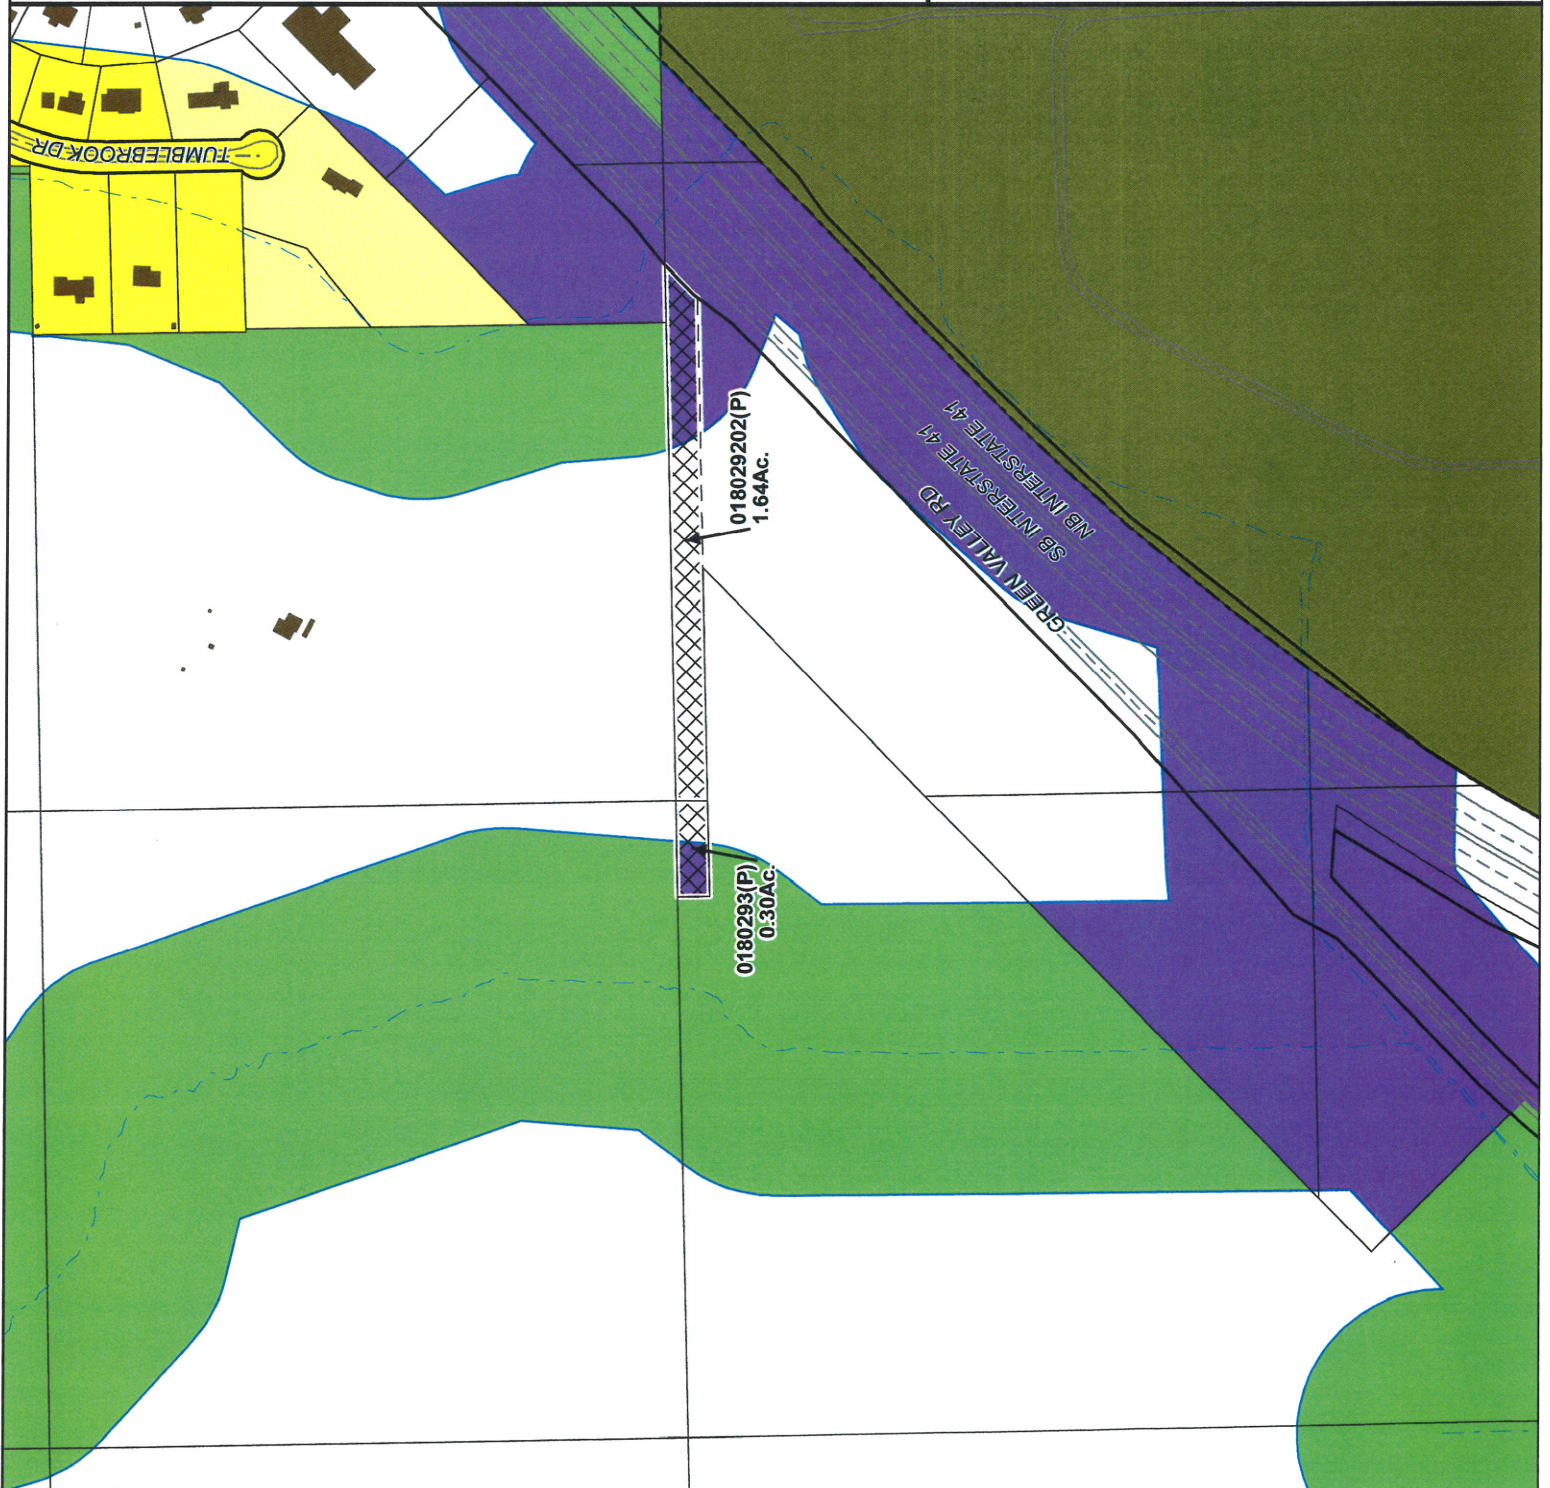 TUMBLEBROOK DR
018029202(P)
1.64Ac.
NB INTERSTATE 41
SB INTERSTATE 41
GREEN VALLEY RD
0180293(P)
0.30Ac.